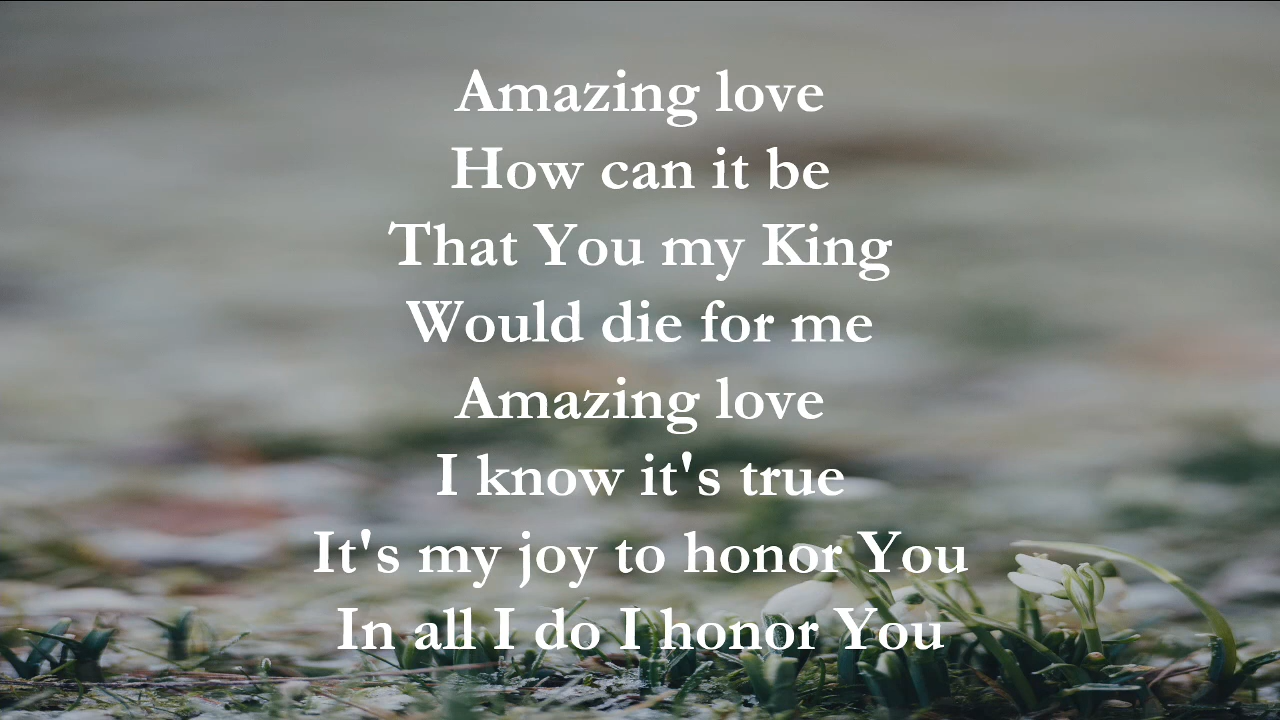 Amazing love
How can it be
That You my King
Would die for me
Amazing love
I know it's true
It's my joy to honor You
In all I do I honor You